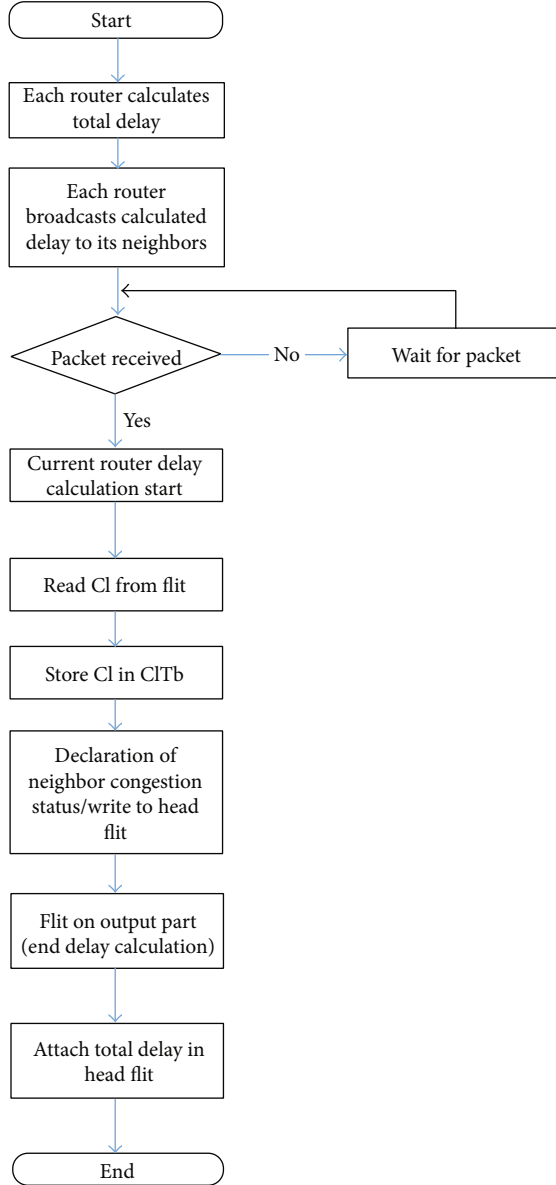 Start
Each router calculates
total delay
Each router
broadcasts calculated
delay to its neighbors
Packet received
No
Wait for packet
Yes
Current router delay
calculation start
Read Cl from flit
Store Cl in ClTb
Declaration of
neighbor congestion
status/write to head
flit
Flit on output part
(end delay calculation)
Attach total delay in
head flit
End